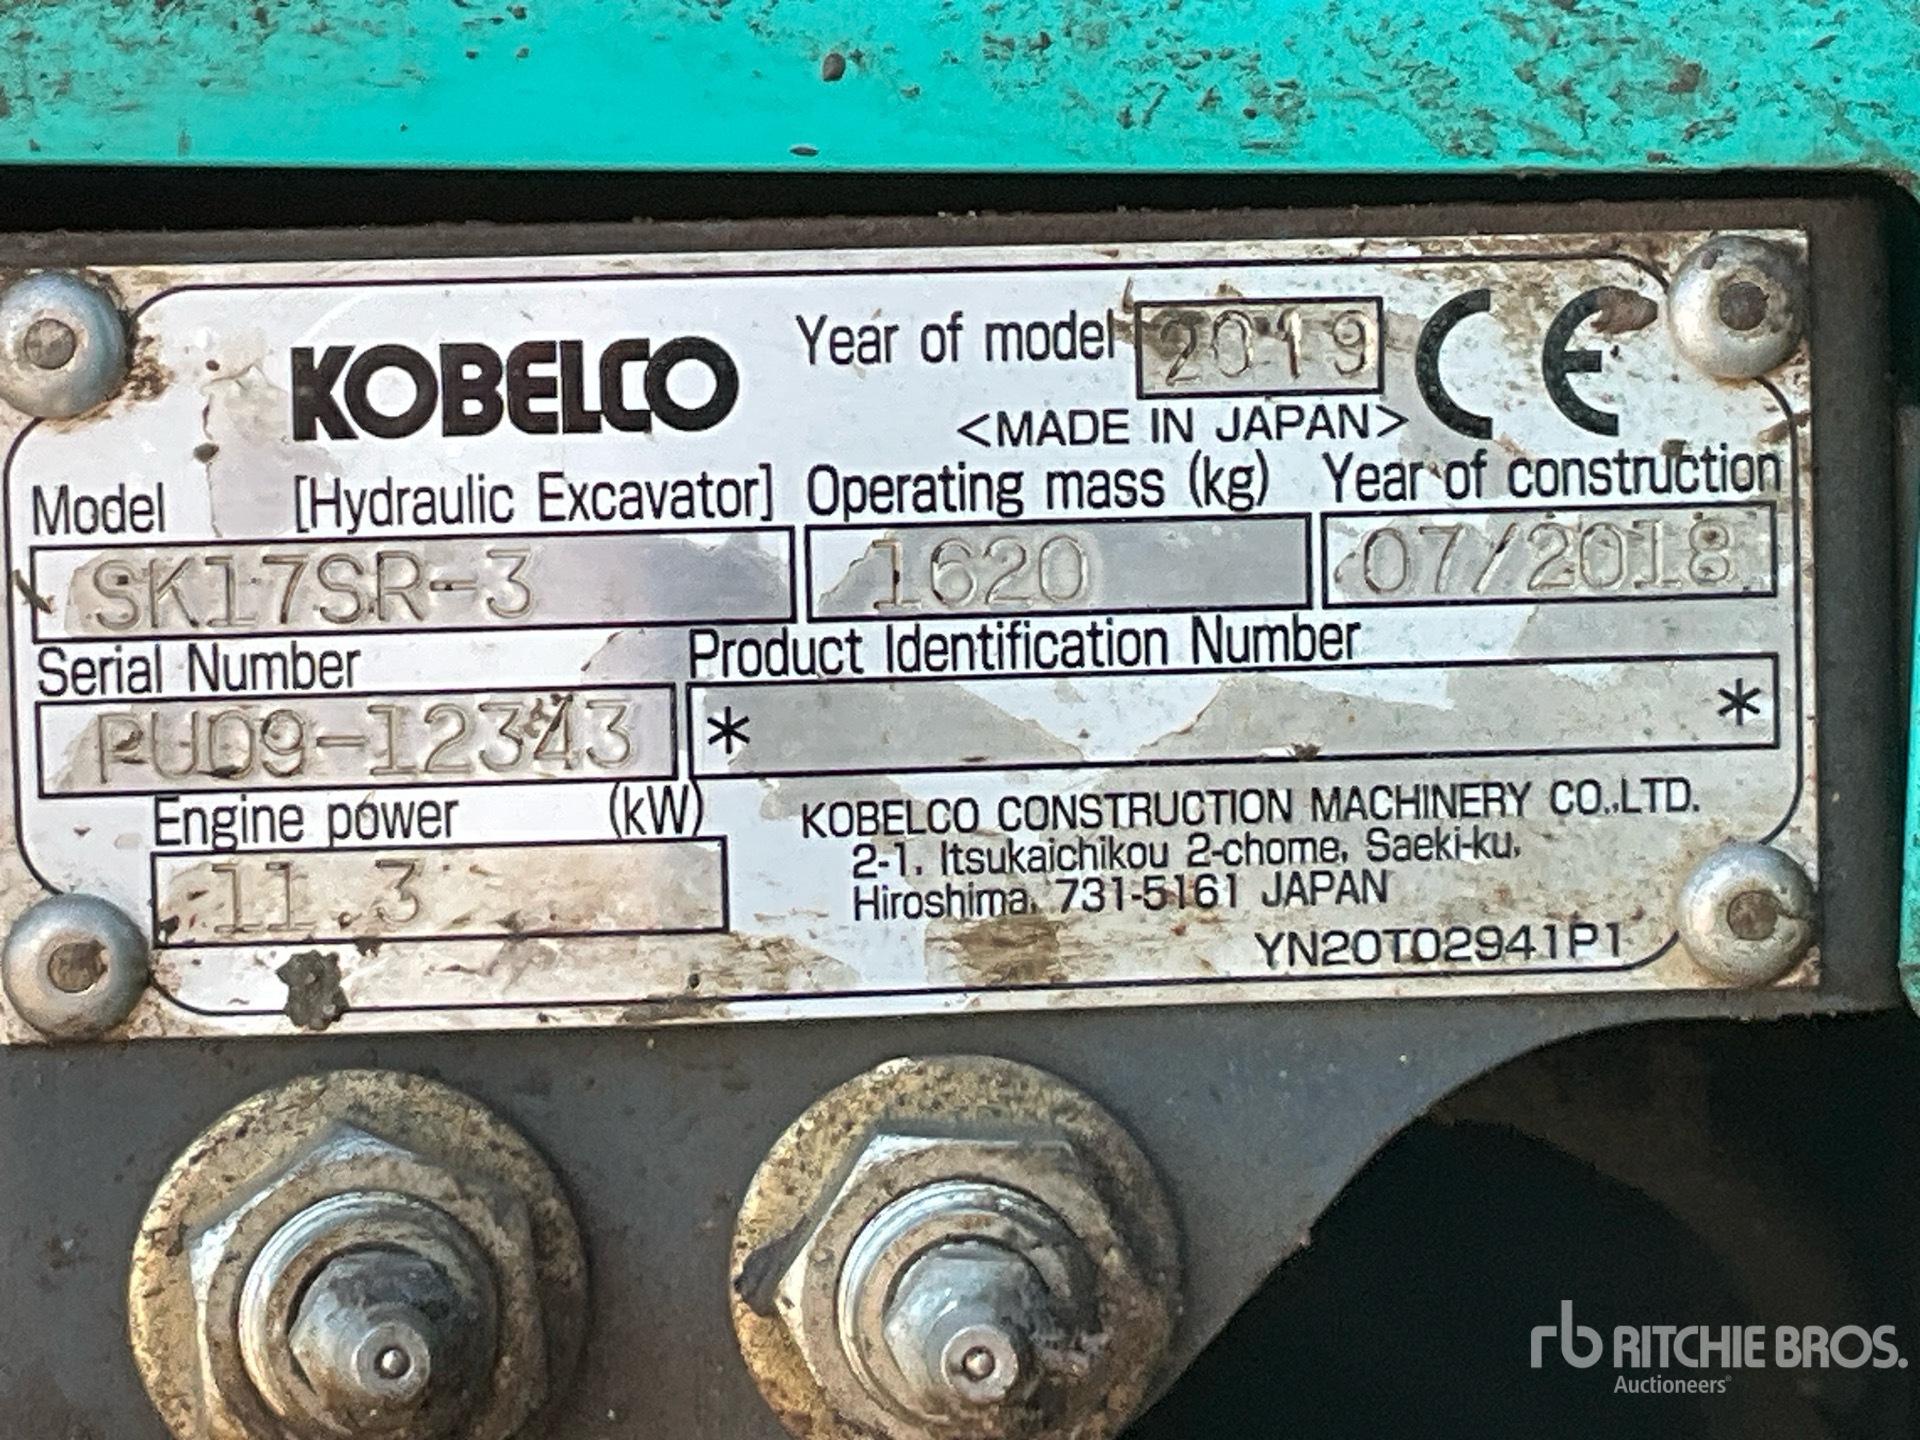 KOBELCO Year of model 2019 CE
<MADE IN JAPAN>
Model [Hydraulic Excavator] Operating mass (kg) Year of construction
SK17SR-3 1620 07/2018
Serial Number Product Identification Number
PU09-12343 * *
Engine power (kW)
11.3
KOBELCO CONSTRUCTION MACHINERY CO.,LTD.
2-1, Itsukaichikou 2-chome, Saeki-ku,
Hiroshima, 731-5161 JAPAN
YN20T02941P1
rb RITCHIE BROS.
Auctioneers®